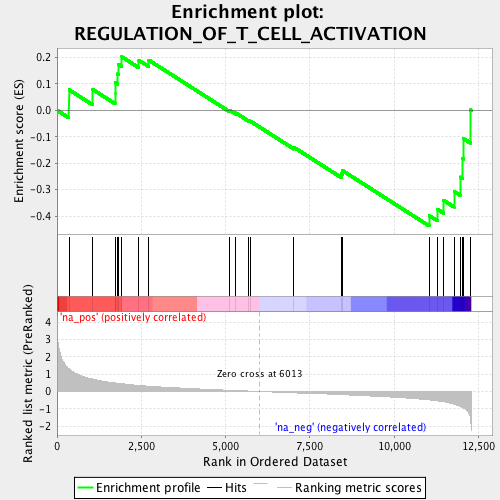 Enrichment plot:
REGULATION_OF_T_CELL_ACTIVATION
Enrichment score (ES)
0.2
0.1
0.0
-0.1
-0.2
-0.3
-0.4
'na_pos' (positively correlated)
Ranked list metric (PreRanked)
4
3
2
1
0
-1
-2
Zero cross at 6013
'na_neg' (negatively correlated)
0 2,500 5,000 7,500 10,000 12,500
Rank in Ordered Dataset
Enrichment profile Hits Ranking metric scores